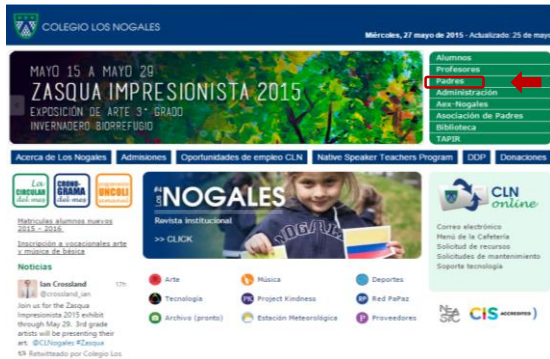 COLEGIO LOS NOGALES
Miércoles, 27 mayo de 2015 - Actualizado: 25 de mayo
MAYO 15 A MAYO 29
ZASQUA IMPRESIONISTA 2015
EXPOSICIÓN DE ARTE 3° GRADO
INVERNADERO BIORREFUGIO
Alumnos
Profesores
Padres
Administración
Aex-Nogales
Asociación de Padres
Biblioteca
TAPIR
Acerca de Los Nogales Admisiones Oportunidades de empleo CLN Native Speaker Teachers Program DDP Donaciones
Los
CIRCULAR
del mes
CRONO-
GRAMA
del mes
UNCOLI
Matriculas alumnos nuevos
2015 - 2016
Inscripción a vocacionales arte
y música de básica
Noticias
Ian Crossland 17h
@crossland_ian
Join us for the Zasqua
Impresionista 2015 exhibit
through May 29. 3rd grade
artists will be presenting their
art. @CLNogales #Zasqua
Retwitteado por Colegio Los
LOS NOGALES
Revista institucional
>> CLICK
NOGAL
Arte Música Deportes
Tecnología PK Project Kindness RP Red PaPaz
Archivo (pronto) Estación Meteorológica P Proveedores
CLN
online
Correo electrónico
Menú de la Cafetería
Solicitud de recursos
Solicitudes de mantenimiento
Soporte tecnología
CIS ACCREDITED